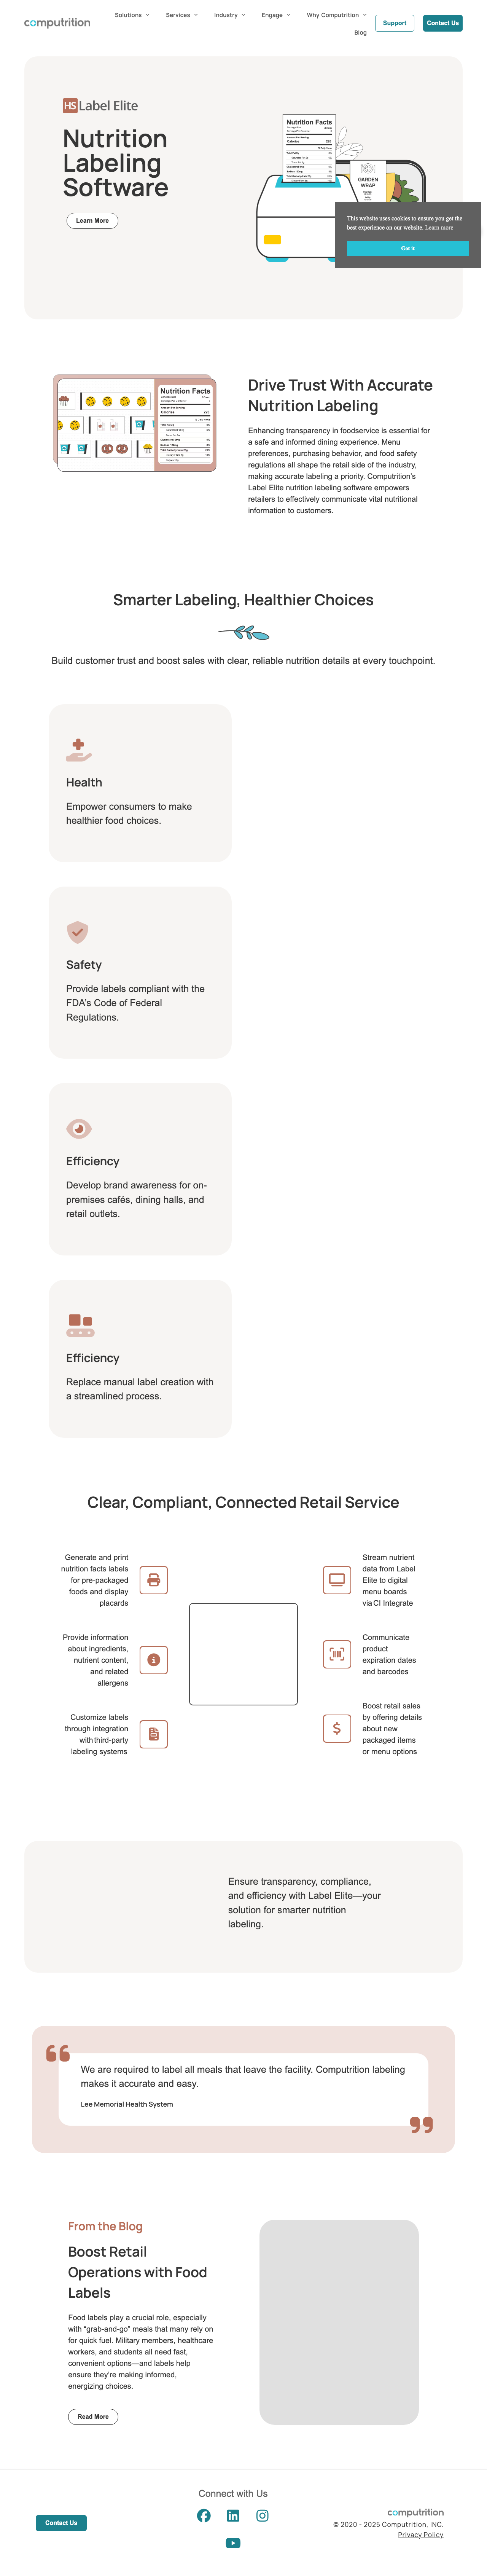 computrition
Solutions
Services
Industry
Engage
Why Computrition
Blog
Support
Contact Us
HS Label Elite
Nutrition
Labeling
Software
Learn More
Nutrition Facts
Calories
GARDEN
WRAP
This website uses cookies to ensure you get the
best experience on our website. Learn more
Got it
Nutrition Facts
Calories
Drive Trust With Accurate
Nutrition Labeling
Enhancing transparency in foodservice is essential for
a safe and informed dining experience. Menu
preferences, purchasing behavior, and food safety
regulations all shape the retail side of the industry,
making accurate labeling a priority. Computrition's
Label Elite nutrition labeling software empowers
retailers to effectively communicate vital nutritional
information to customers.
Smarter Labeling, Healthier Choices
Build customer trust and boost sales with clear, reliable nutrition details at every touchpoint.
Health
Empower consumers to make
healthier food choices.
Safety
Provide labels compliant with the
FDA's Code of Federal
Regulations.
Efficiency
Develop brand awareness for on-
premises cafés, dining halls, and
retail outlets.
Efficiency
Replace manual label creation with
a streamlined process.
Clear, Compliant, Connected Retail Service
Generate and print
nutrition facts labels
for pre-packaged
foods and display
placards
Provide information
about ingredients,
nutrient content,
and related
allergens
Customize labels
through integration
with third-party
labeling systems
Stream nutrient
data from Label
Elite to digital
menu boards
via CI Integrate
Communicate
product
expiration dates
and barcodes
Boost retail sales
by offering details
about new
packaged items
or menu options
Ensure transparency, compliance,
and efficiency with Label Elite—your
solution for smarter nutrition
labeling.
We are required to label all meals that leave the facility. Computrition labeling
makes it accurate and easy.
Lee Memorial Health System
From the Blog
Boost Retail
Operations with Food
Labels
Food labels play a crucial role, especially
with "grab-and-go" meals that many rely on
for quick fuel. Military members, healthcare
workers, and students all need fast,
convenient options—and labels help
ensure they're making informed,
energizing choices.
Read More
Contact Us
Connect with Us
computrition
© 2020 - 2025 Computrition, INC.
Privacy Policy